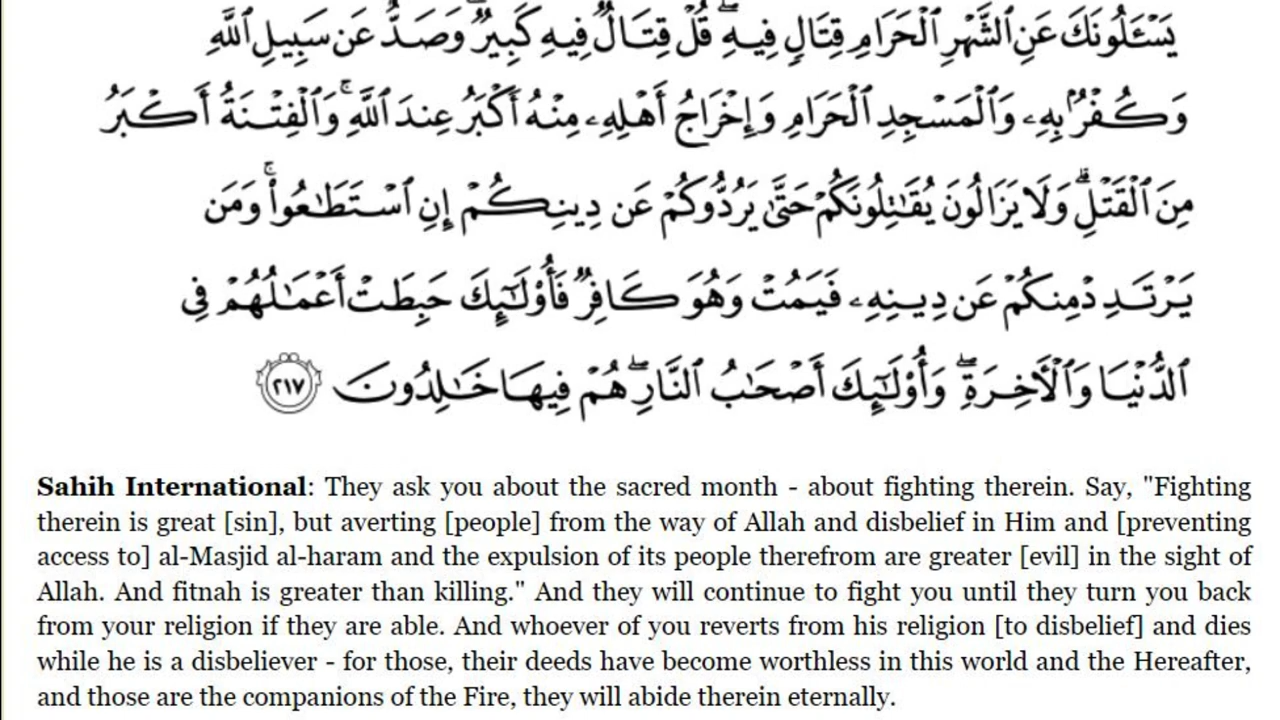 يَسْـَٔلُونَكَ عَنِ ٱلشَّهْرِ ٱلْحَرَامِ قِتَالٍ فِيهِ ۖ قُلْ قِتَالٌ فِيهِ كَبِيرٌ ۖ وَصَدٌّ عَن سَبِيلِ ٱللَّهِ
وَكُفْرٌۢ بِهِۦ وَٱلْمَسْجِدِ ٱلْحَرَامِ وَإِخْرَاجُ أَهْلِهِۦ مِنْهُ أَكْبَرُ عِندَ ٱللَّهِ ۚ وَٱلْفِتْنَةُ أَكْبَرُ
مِنَ ٱلْقَتْلِ ۗ وَلَا يَزَالُونَ يُقَـٰتِلُونَكُمْ حَتَّىٰ يَرُدُّوكُمْ عَن دِينِكُمْ إِنِ ٱسْتَطَـٰعُوا۟ ۚ وَمَن
يَرْتَدِدْ مِنكُمْ عَن دِينِهِۦ فَيَمُتْ وَهُوَ كَافِرٌ فَأُو۟لَـٰٓئِكَ حَبِطَتْ أَعْمَـٰلُهُمْ فِى
ٱلدُّنْيَا وَٱلْـَٔاخِرَةِ ۖ وَأُو۟لَـٰٓئِكَ أَصْحَـٰبُ ٱلنَّارِ ۖ هُمْ فِيهَا خَـٰلِدُونَ ٢١٧
Sahih International: They ask you about the sacred month - about fighting therein. Say, "Fighting
therein is great [sin], but averting [people] from the way of Allah and disbelief in Him and [preventing
access to] al-Masjid al-haram and the expulsion of its people therefrom are greater [evil] in the sight of
Allah. And fitnah is greater than killing." And they will continue to fight you until they turn you back
from your religion if they are able. And whoever of you reverts from his religion [to disbelief] and dies
while he is a disbeliever - for those, their deeds have become worthless in this world and the Hereafter,
and those are the companions of the Fire, they will abide therein eternally.